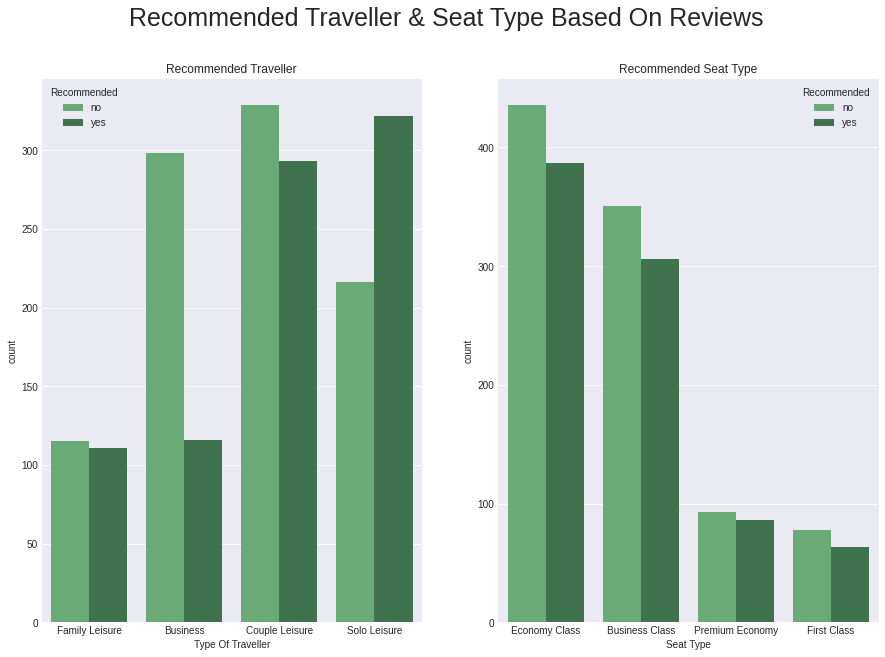 Recommended Traveller & Seat Type Based On Reviews
Recommended Traveller
Recommended
no
yes
300
250
200
150
100
50
0
count
Family Leisure Business Couple Leisure Solo Leisure
Type Of Traveller
Recommended Seat Type
Recommended
no
yes
400
300
200
100
0
count
Economy Class Business Class Premium Economy First Class
Seat Type